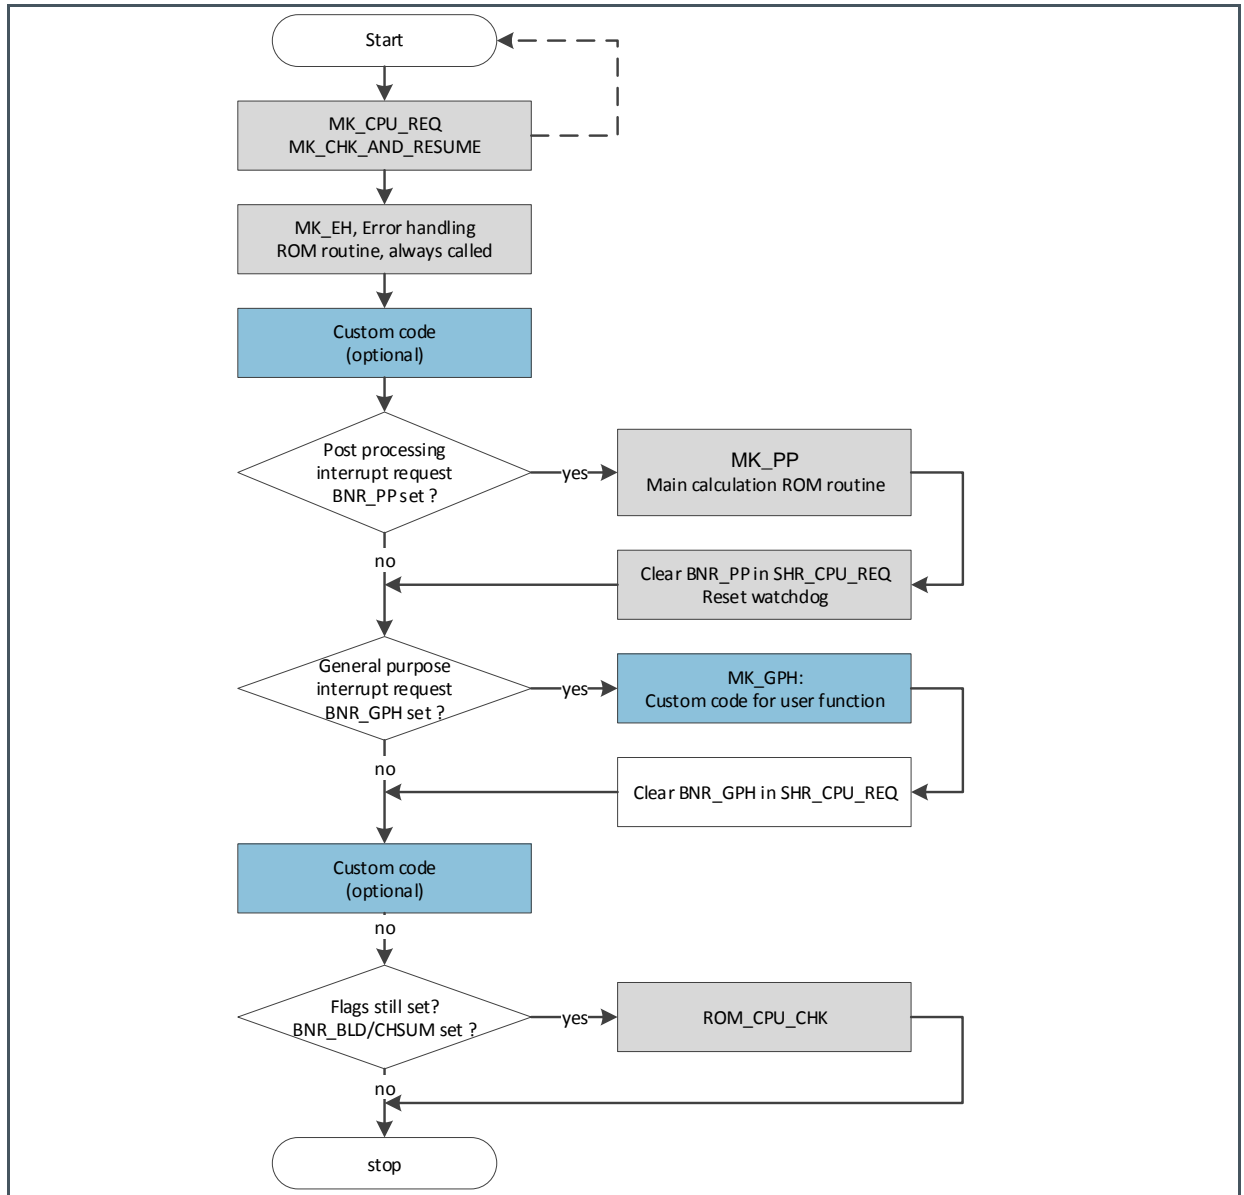 Start
MK_CPU_REQ
MK_CHK_AND_RESUME
MK_EH, Error handling
ROM routine, always called
Custom code
(optional)
Post processing
interrupt request
BNR_PP set ?
yes
MK_PP
Main calculation ROM routine
no
Clear BNR_PP in SHR_CPU_REQ
Reset watchdog
General purpose
interrupt request
BNR_GPH set ?
yes
MK_GPH:
Custom code for user function
no
Clear BNR_GPH in SHR_CPU_REQ
Custom code
(optional)
no
Flags still set?
BNR_BLD/CHSUM set ?
yes
ROM_CPU_CHK
no
stop